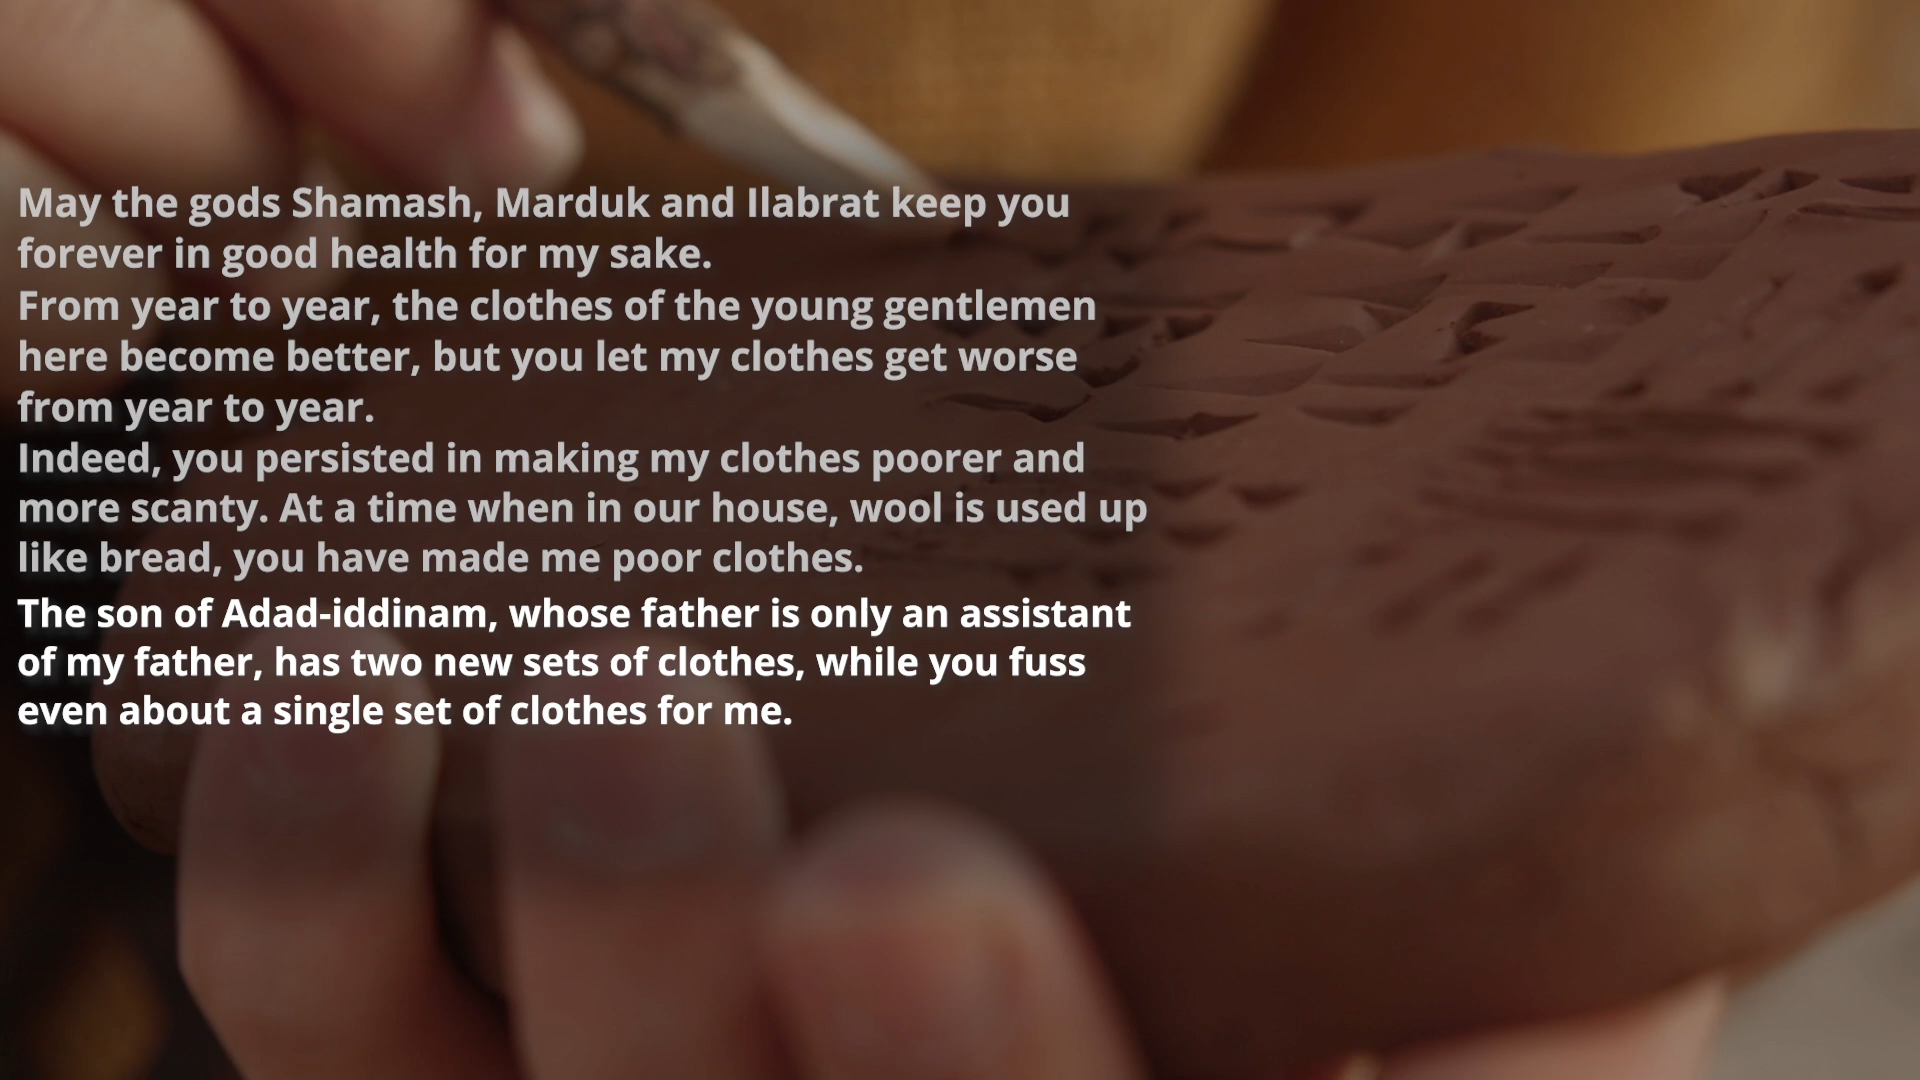 May the gods Shamash, Marduk and Ilabrat keep you
forever in good health for my sake.
From year to year, the clothes of the young gentlemen
here become better, but you let my clothes get worse
from year to year.
Indeed, you persisted in making my clothes poorer and
more scanty. At a time when in our house, wool is used up
like bread, you have made me poor clothes.
The son of Adad-iddinam, whose father is only an assistant
of my father, has two new sets of clothes, while you fuss
even about a single set of clothes for me.